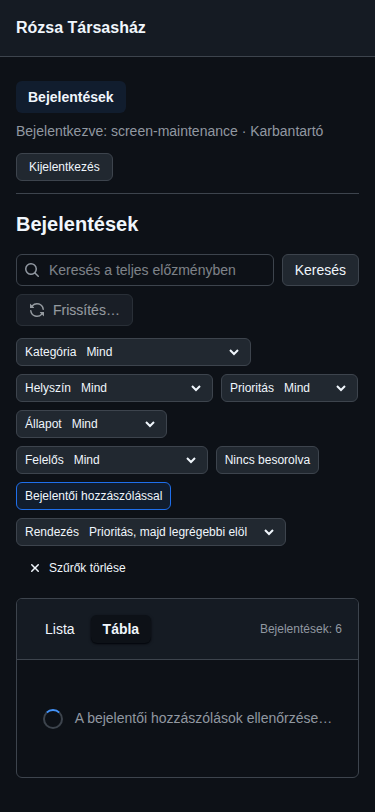 Rózsa Társasház
Bejelentések
Bejelentkezve: screen-maintenance · Karbantartó
Kijelentkezés
Bejelentések
Keresés a teljes előzményben Keresés
Frissítés…
Kategória Mind
Helyszín Mind Prioritás Mind
Állapot Mind
Felelős Mind Nincs besorolva
Bejelentői hozzászólással
Rendezés Prioritás, majd legrégebbi elöl
Szűrők törlése
Lista Tábla Bejelentések: 6
A bejelentői hozzászólások ellenőrzése…